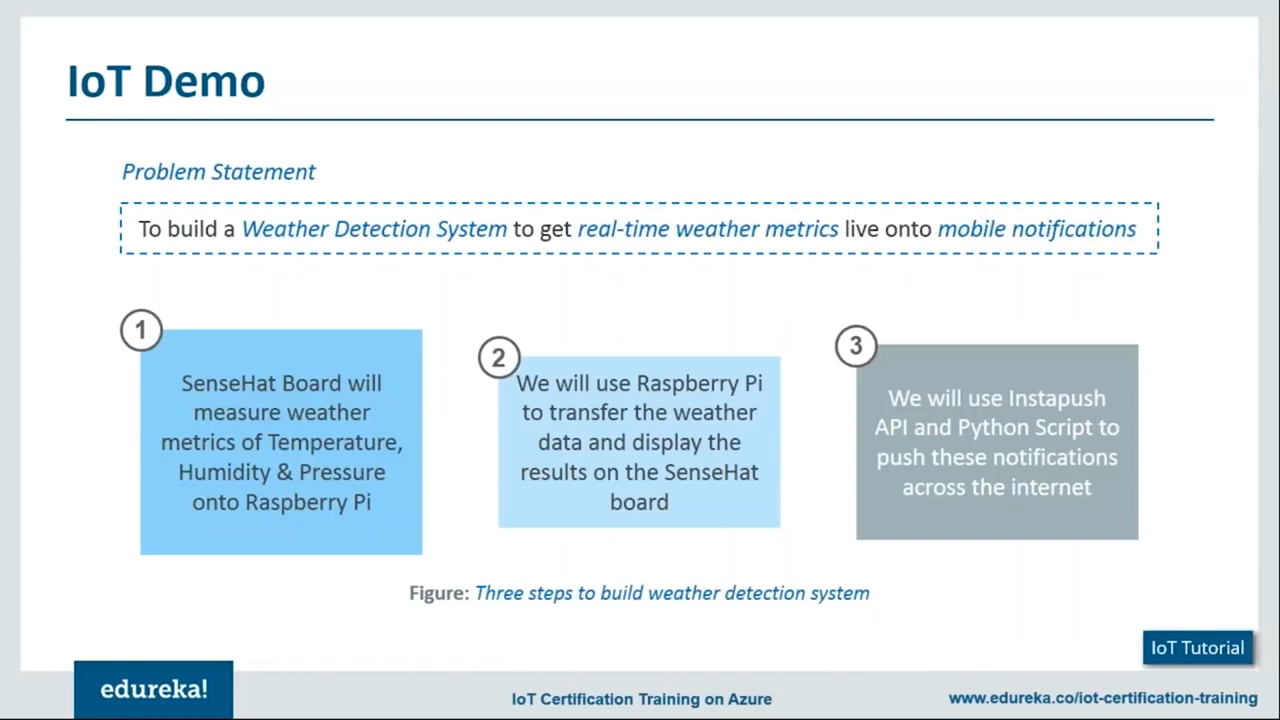 IoT Demo
Problem Statement
To build a Weather Detection System to get real-time weather metrics live onto mobile notifications
1
SenseHat Board will
measure weather
metrics of Temperature,
Humidity & Pressure
onto Raspberry Pi
2
We will use Raspberry Pi
to transfer the weather
data and display the
results on the SenseHat
board
3
We will use Instapush
API and Python Script to
push these notifications
across the internet
Figure: Three steps to build weather detection system
IoT Tutorial
edureka!
IoT Certification Training on Azure
www.edureka.co/iot-certification-training